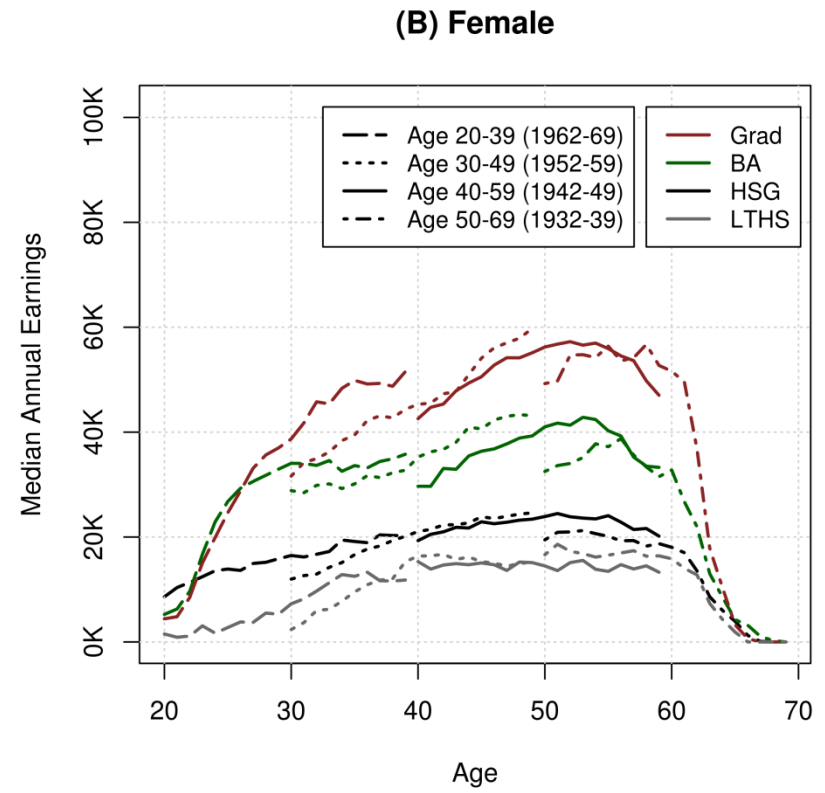 (B) Female
Median Annual Earnings
100K
80K
60K
40K
20K
0K
Age 20-39 (1962-69)
Age 30-49 (1952-59)
Age 40-59 (1942-49)
Age 50-69 (1932-39)
Grad
BA
HSG
LTHS
20 30 40 50 60 70
Age